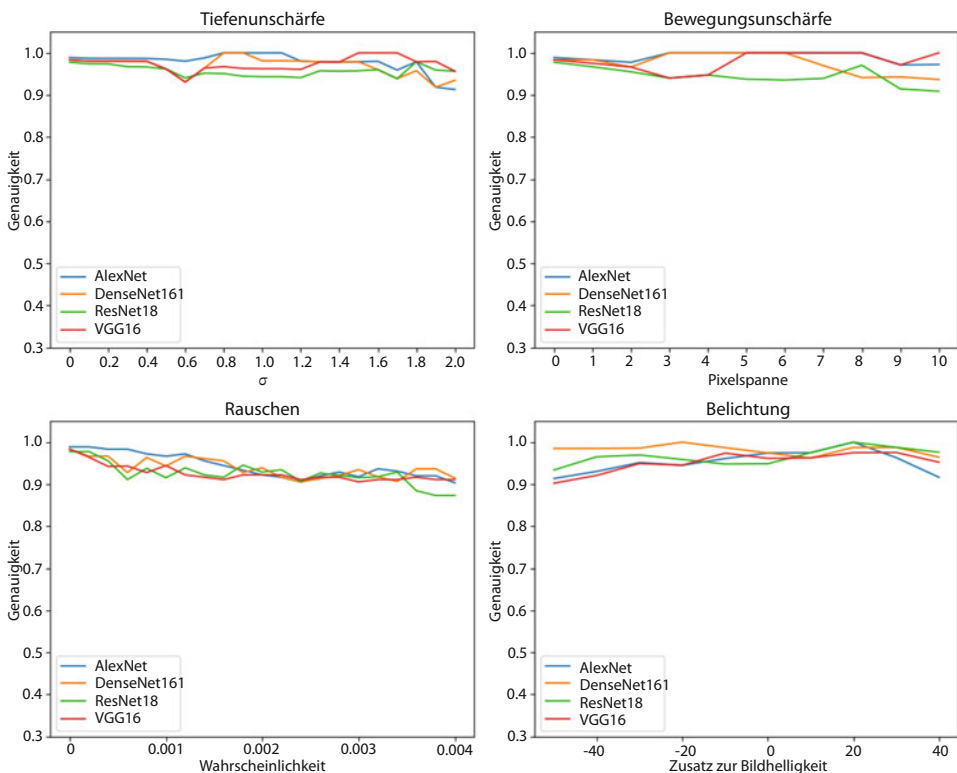 Tiefenunschärfe
Genauigkeit
1.0
0.9
0.8
0.7
0.6
0.5
0.4
0.3
AlexNet
DenseNet161
ResNet18
VGG16
0 0.2 0.4 0.6 0.8 1.0 1.2 1.4 1.6 1.8 2.0
σ
Bewegungsunschärfe
Genauigkeit
1.0
0.9
0.8
0.7
0.6
0.5
0.4
0.3
AlexNet
DenseNet161
ResNet18
VGG16
0 1 2 3 4 5 6 7 8 9 10
Pixelspanne
Rauschen
Genauigkeit
1.0
0.9
0.8
0.7
0.6
0.5
0.4
0.3
AlexNet
DenseNet161
ResNet18
VGG16
0 0.001 0.002 0.003 0.004
Wahrscheinlichkeit
Belichtung
Genauigkeit
1.0
0.9
0.8
0.7
0.6
0.5
0.4
0.3
AlexNet
DenseNet161
ResNet18
VGG16
-40 -20 0 20 40
Zusatz zur Bildhelligkeit